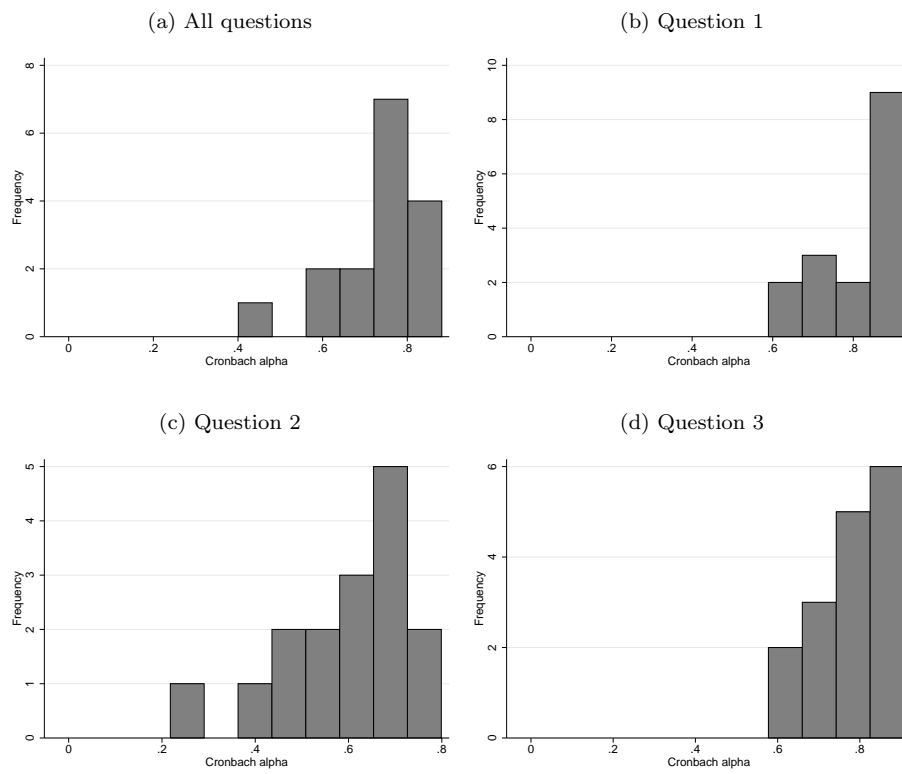 (a) All questions
Frequency
0
2
4
6
8
0 .2 .4 .6 .8
Cronbach alpha
(b) Question 1
Frequency
0
2
4
6
8
10
0 .2 .4 .6 .8
Cronbach alpha
(c) Question 2
Frequency
0
1
2
3
4
5
0 .2 .4 .6 .8
Cronbach alpha
(d) Question 3
Frequency
0
2
4
6
0 .2 .4 .6 .8
Cronbach alpha